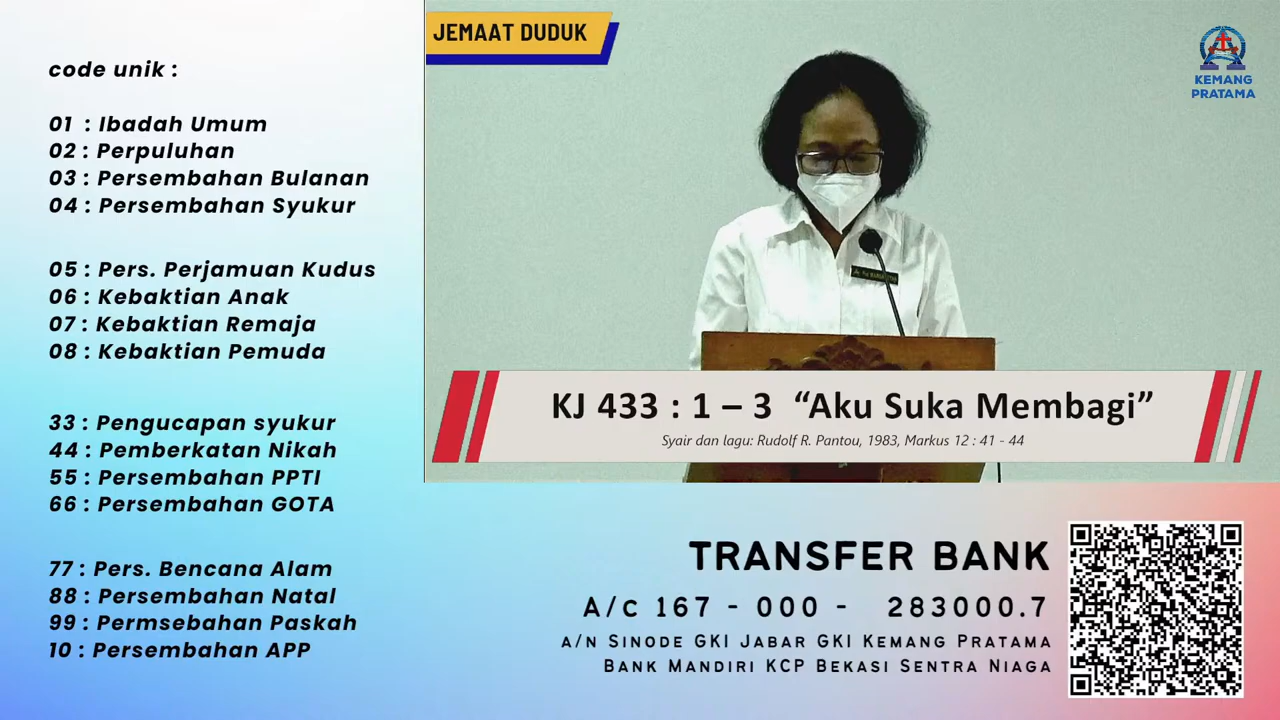 code unik :
01 : Ibadah Umum
02 : Perpuluhan
03 : Persembahan Bulanan
04 : Persembahan Syukur
05 : Pers. Perjamuan Kudus
06 : Kebaktian Anak
07 : Kebaktian Remaja
08 : Kebaktian Pemuda
33 : Pengucapan syukur
44 : Pemberkatan Nikah
55 : Persembahan PPTI
66 : Persembahan GOTA
77 : Pers. Bencana Alam
88 : Persembahan Natal
99 : Permsebahan Paskah
10 : Persembahan APP
JEMAAT DUDUK
KEMANG
PRATAMA
KJ 433 : 1 – 3 “Aku Suka Membagi”
Syair dan lagu: Rudolf R. Pantou, 1983, Markus 12 : 41 - 44
TRANSFER BANK
A/c 167 - 000 - 283000.7
a/n Sinode GKI Jabar GKI Kemang Pratama
Bank Mandiri KCP Bekasi Sentra Niaga